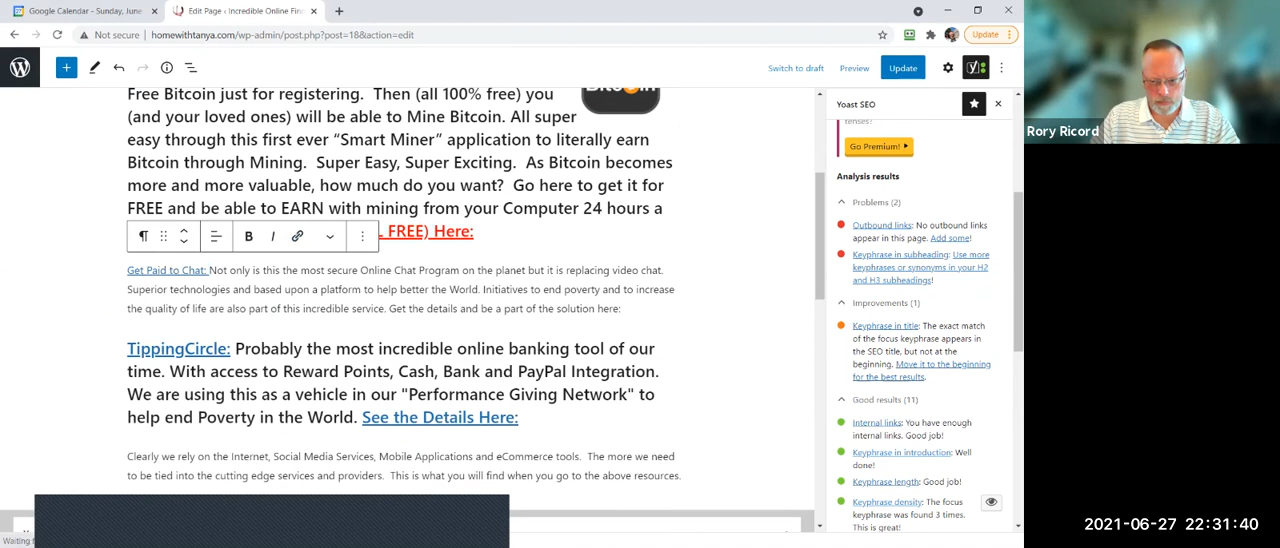 Google Calendar - Sunday, June
Edit Page ‹ Incredible Online Fin
Not secure | homewithtanya.com/wp-admin/post.php?post=18&action=edit
Update
Switch to draft
Preview
Update
Free Bitcoin just for registering. Then (all 100% free) you
(and your loved ones) will be able to Mine Bitcoin. All super
easy through this first ever “Smart Miner” application to literally earn
Bitcoin through Mining. Super Easy, Super Exciting. As Bitcoin becomes
more and more valuable, how much do you want? Go here to get it for
FREE and be able to EARN with mining from your Computer 24 hours a
FREE) Here:
Bitcoin
B I
Get Paid to Chat: Not only is this the most secure Online Chat Program on the planet but it is replacing video chat.
Superior technologies and based upon a platform to help better the World. Initiatives to end poverty and to increase
the quality of life are also part of this incredible service. Get the details and be a part of the solution here:
TippingCircle: Probably the most incredible online banking tool of our
time. With access to Reward Points, Cash, Bank and PayPal Integration.
We are using this as a vehicle in our "Performance Giving Network" to
help end Poverty in the World. See the Details Here:
Clearly we rely on the Internet, Social Media Services, Mobile Applications and eCommerce tools. The more we need
to be tied into the cutting edge services and providers. This is what you will find when you go to the above resources.
Waiting
Yoast SEO
tenses?
Go Premium!
Analysis results
Problems (2)
Outbound links: No outbound links
appear in this page. Add some!
Keyphrase in subheading: Use more
keyphrases or synonyms in your H2
and H3 subheadings!
Improvements (1)
Keyphrase in title: The exact match
of the focus keyphrase appears in
the SEO title, but not at the
beginning. Move it to the beginning
for the best results.
Good results (11)
Internal links: You have enough
internal links. Good job!
Keyphrase in introduction: Well
done!
Keyphrase length: Good job!
Keyphrase density: The focus
keyphrase was found 3 times.
This is great!
Rory Ricord
2021-06-27 22:31:40